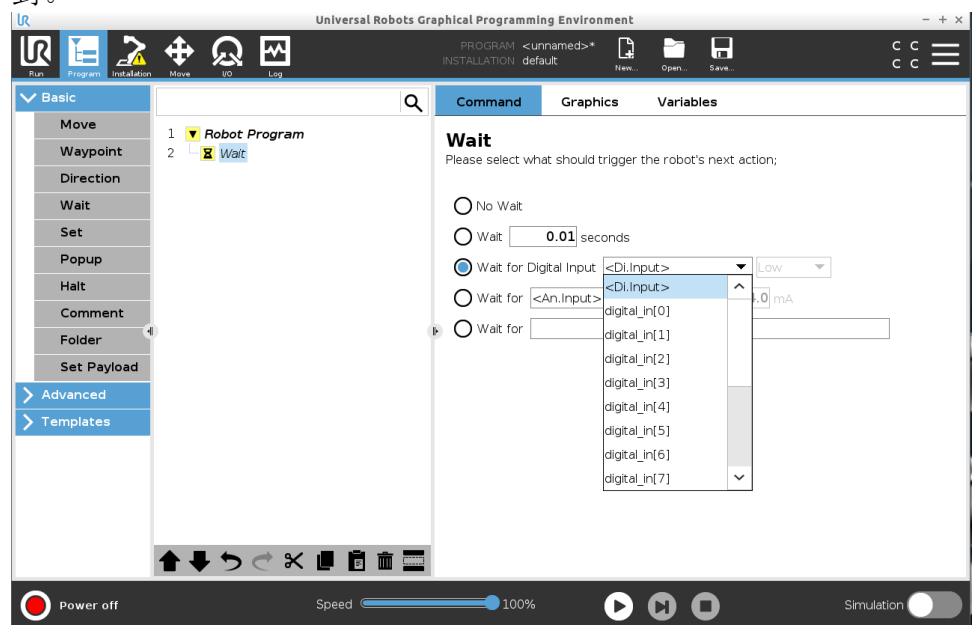 到。
UR
Universal Robots Graphical Programming Environment
PROGRAM <unnamed>*
INSTALLATION default
Run
Program
Installation
Move
I/O
Log
New...
Open...
Save...
C C
C C
Basic
Move
Waypoint
Direction
Wait
Set
Popup
Halt
Comment
Folder
Set Payload
Advanced
Templates
1 Robot Program
2 Wait
Command Graphics Variables
Wait
Please select what should trigger the robot's next action;
No Wait
Wait 0.01 seconds
Wait for Digital Input <Di.Input> Low
Wait for <An.Input> .0 mA
Wait for
<Di.Input>
digital_in[0]
digital_in[1]
digital_in[2]
digital_in[3]
digital_in[4]
digital_in[5]
digital_in[6]
digital_in[7]
Power off
Speed 100%
Simulation